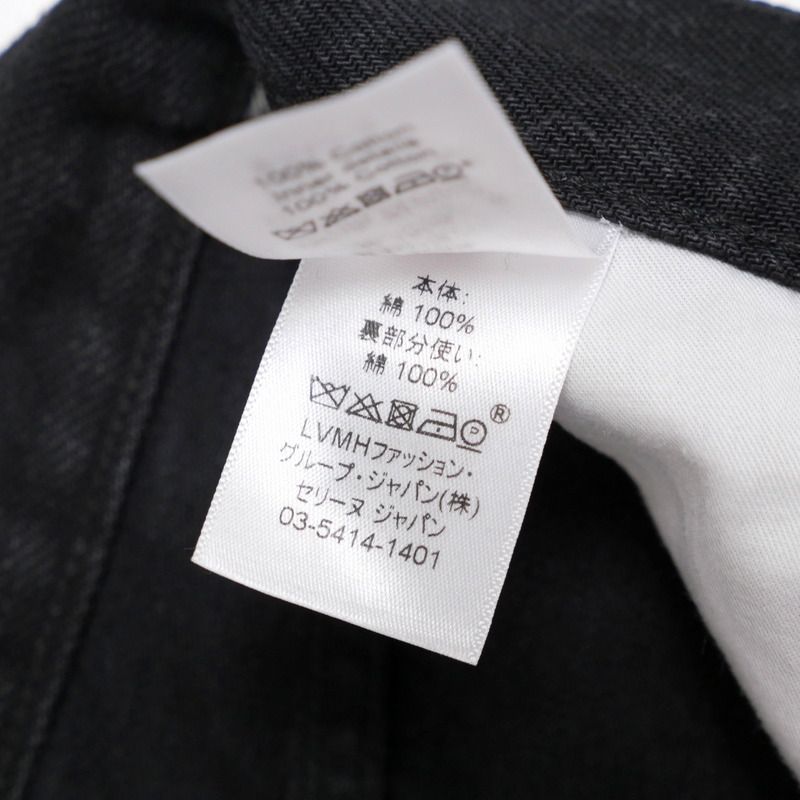 100% Cotton
100% Cotton
本体:
綿 100%
裏部分使い:
綿 100%
®
P
LVMHファッション・
グループ・ジャパン(株)
セリーヌ ジャパン
03-5414-1401